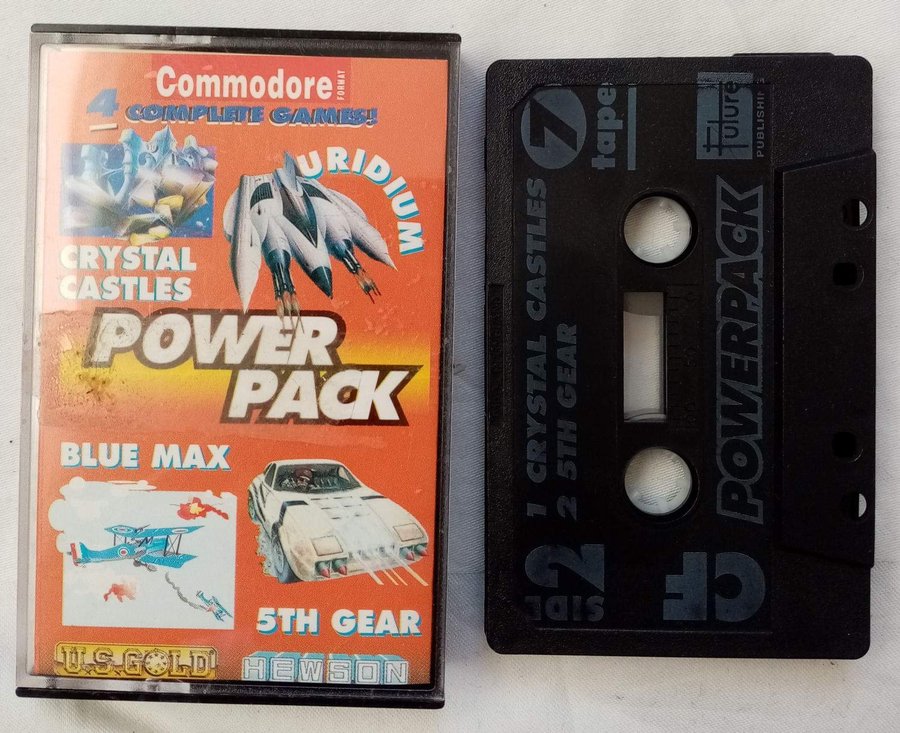 Commodore
FORMAT
4 COMPLETE GAMES!
URIDIUM
CRYSTAL
CASTLES
POWER
PACK
BLUE MAX
5TH GEAR
U.S. GOLD
HEWSON
tape 7
Future
PUBLISHING
1 CRYSTAL CASTLES
2 5TH GEAR
POWERPACK
SIDE 2
CF